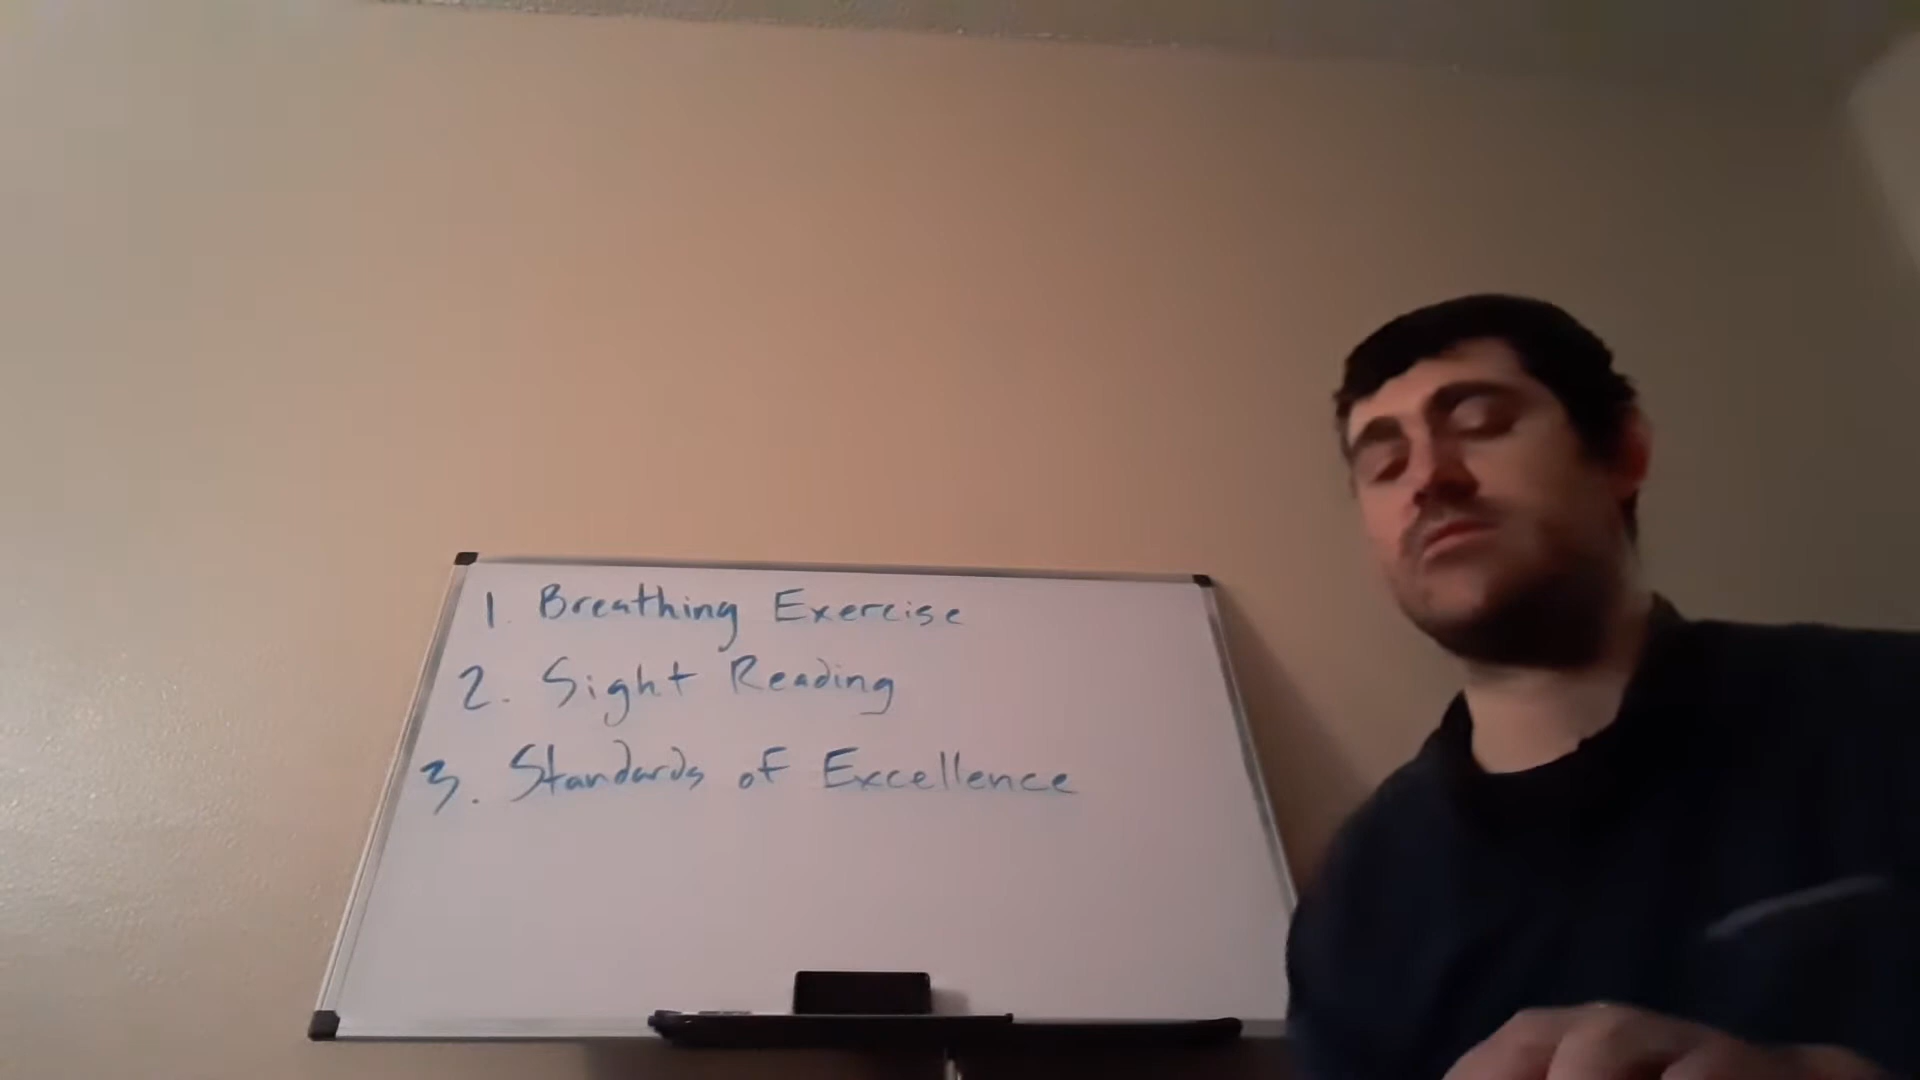 1. Breathing Exercise
2. Sight Reading
3. Standards of Excellence